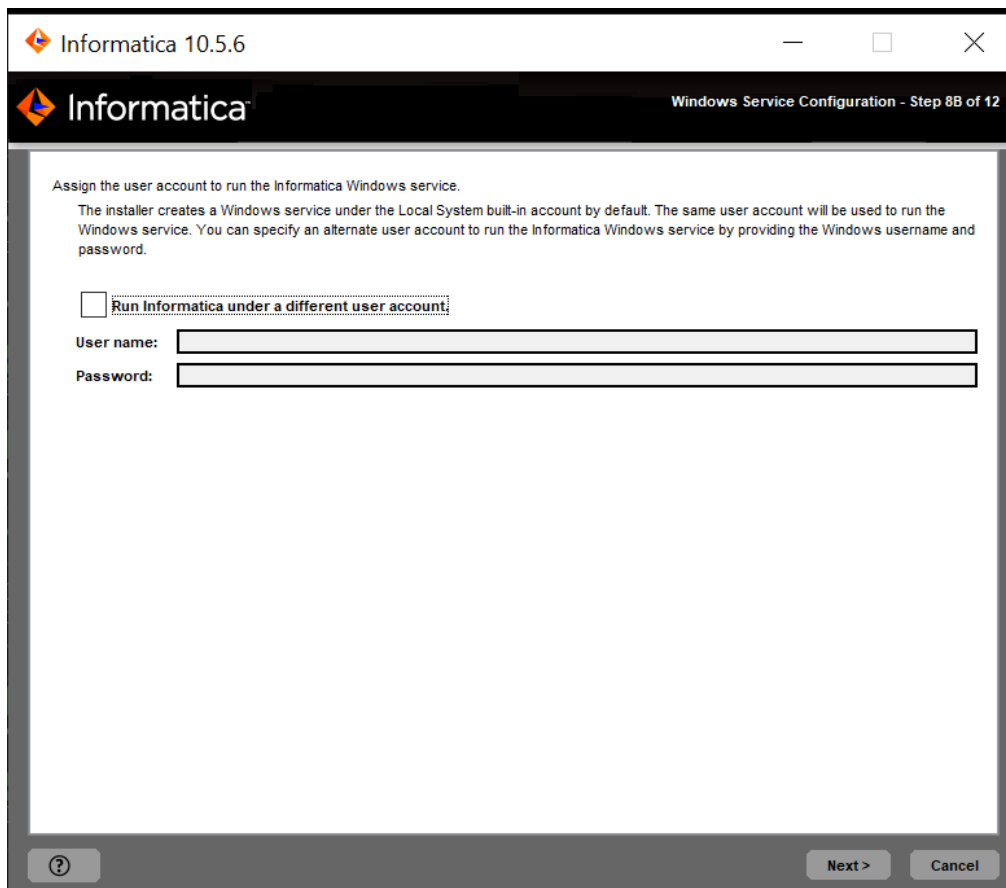 Informatica 10.5.6
Informatica™
Windows Service Configuration - Step 8B of 12
Assign the user account to run the Informatica Windows service.
The installer creates a Windows service under the Local System built-in account by default. The same user account will be used to run the
Windows service. You can specify an alternate user account to run the Informatica Windows service by providing the Windows username and
password.
Run Informatica under a different user account.
User name:
Password:
?
Next >
Cancel